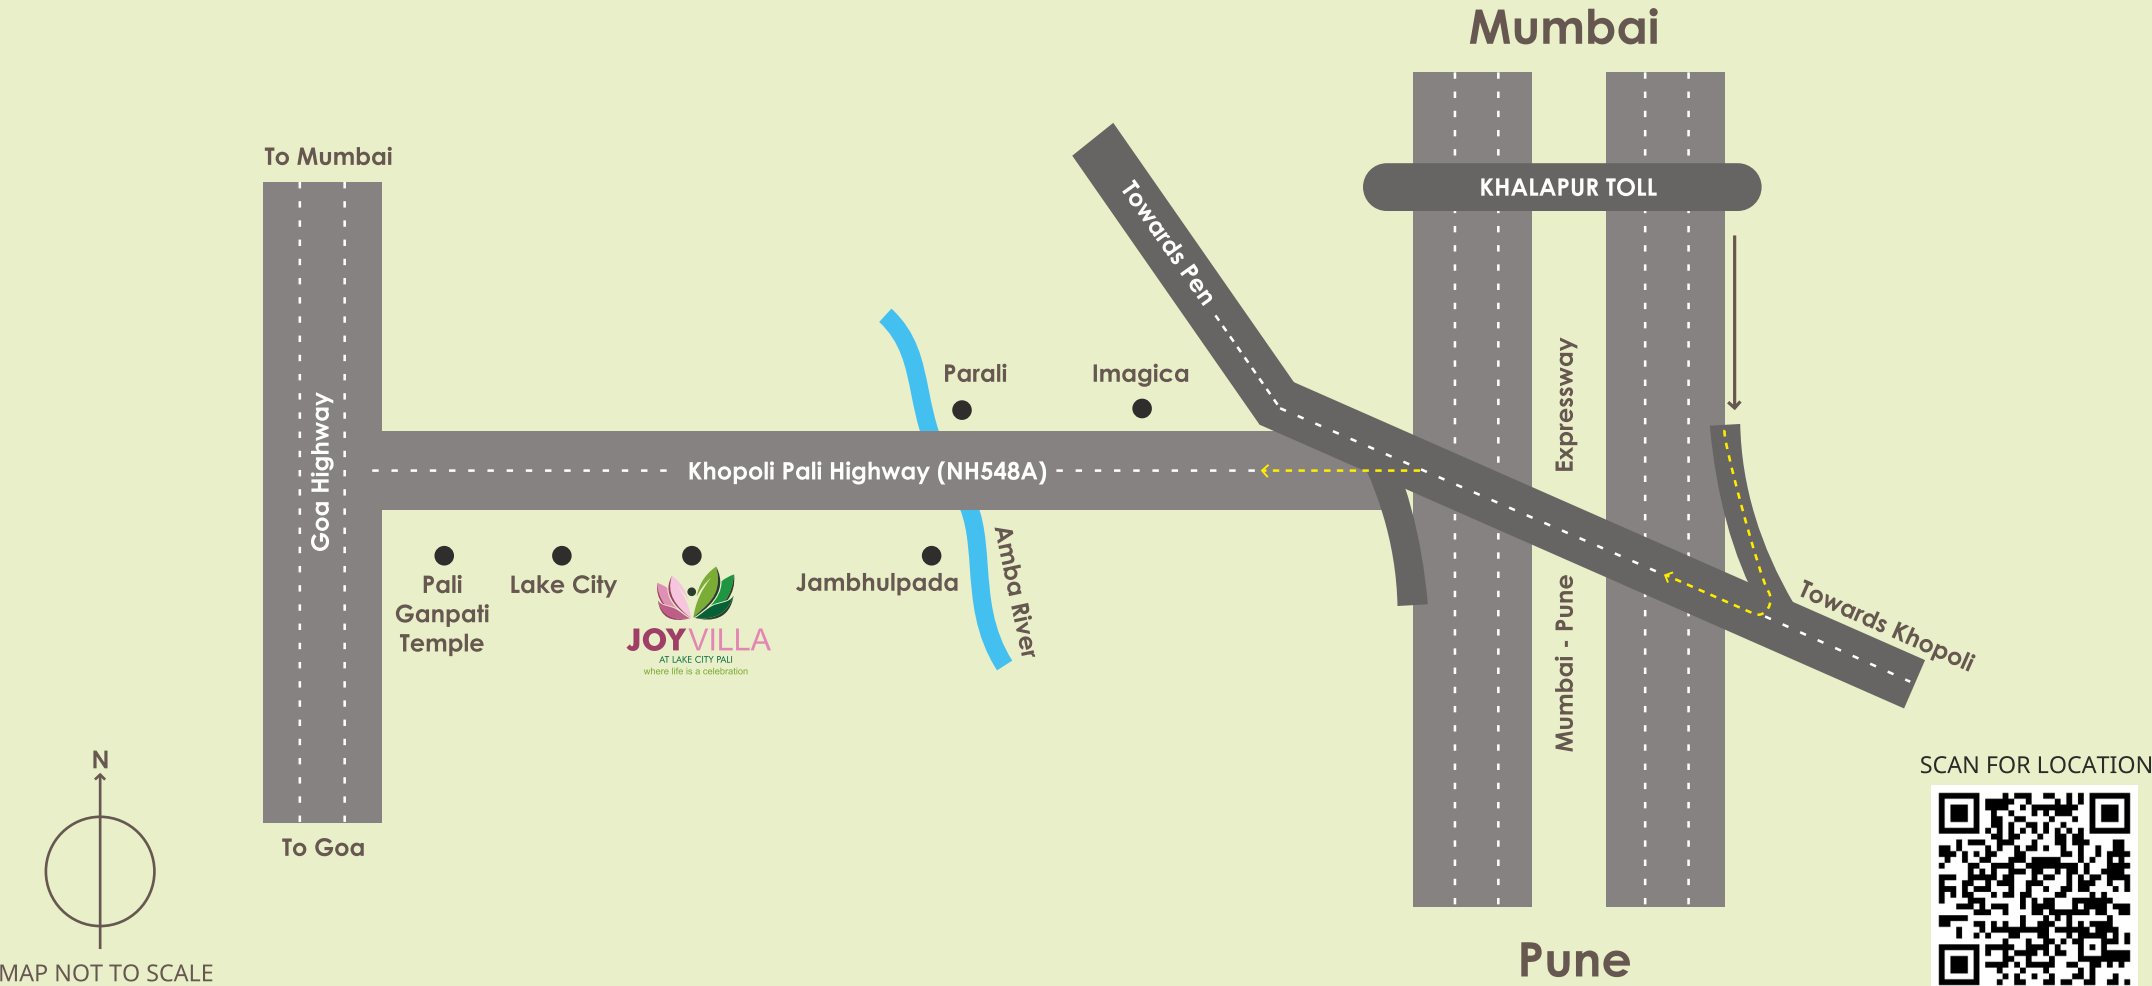 Mumbai
To Mumbai
KHALAPUR TOLL
Towards Pen
Parali
Imagica
Expressway
Goa Highway
Khopoli Pali Highway (NH548A)
Pali
Ganpati
Temple
Lake City
JOYVILLA
AT LAKE CITY PALI
where life is a celebration
Jambhulpada
Amba River
Mumbai - Pune
Towards Khopoli
N
To Goa
SCAN FOR LOCATION
MAP NOT TO SCALE
Pune